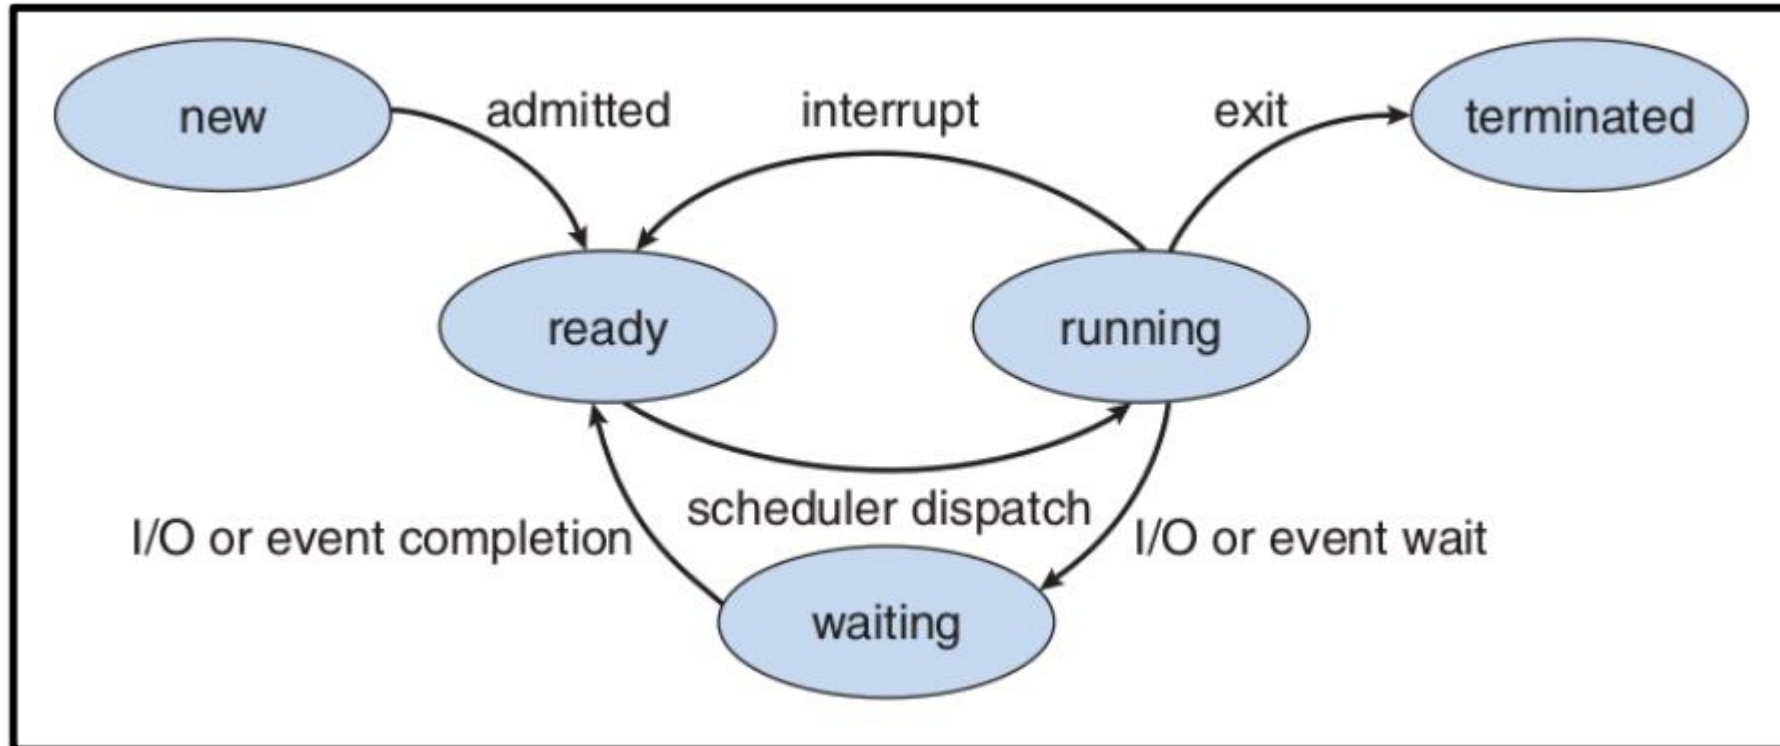 new
admitted
interrupt
exit
terminated
ready
running
scheduler dispatch
I/O or event completion
I/O or event wait
waiting